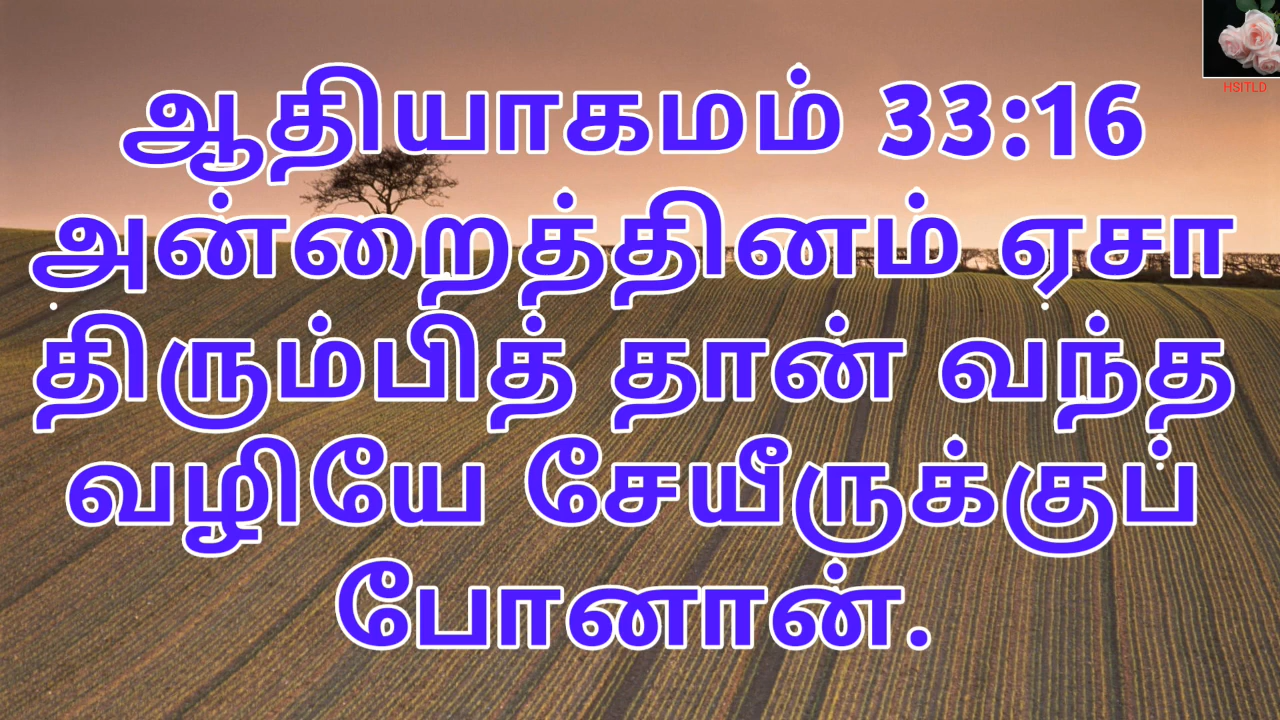 ஆதியாகமம் 33:16
அன்றைத்தினம் ஏசா
திரும்பித் தான் வந்த
வழியே சேயீருக்குப்
போனான்.
HSITLD